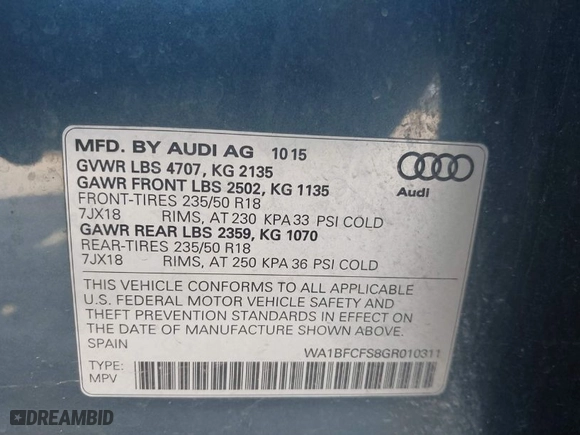 MFD. BY AUDI AG 10 15
GVWR LBS 4707, KG 2135
GAWR FRONT LBS 2502, KG 1135
FRONT-TIRES 235/50 R18
7JX18 RIMS, AT 230 KPA 33 PSI COLD
GAWR REAR LBS 2359, KG 1070
REAR-TIRES 235/50 R18
7JX18 RIMS, AT 250 KPA 36 PSI COLD
Audi
THIS VEHICLE CONFORMS TO ALL APPLICABLE
U.S. FEDERAL MOTOR VEHICLE SAFETY AND
THEFT PREVENTION STANDARDS IN EFFECT ON
THE DATE OF MANUFACTURE SHOWN ABOVE.
SPAIN WA1BFCFS8GR010311
TYPE:
MPV
DREAMBID